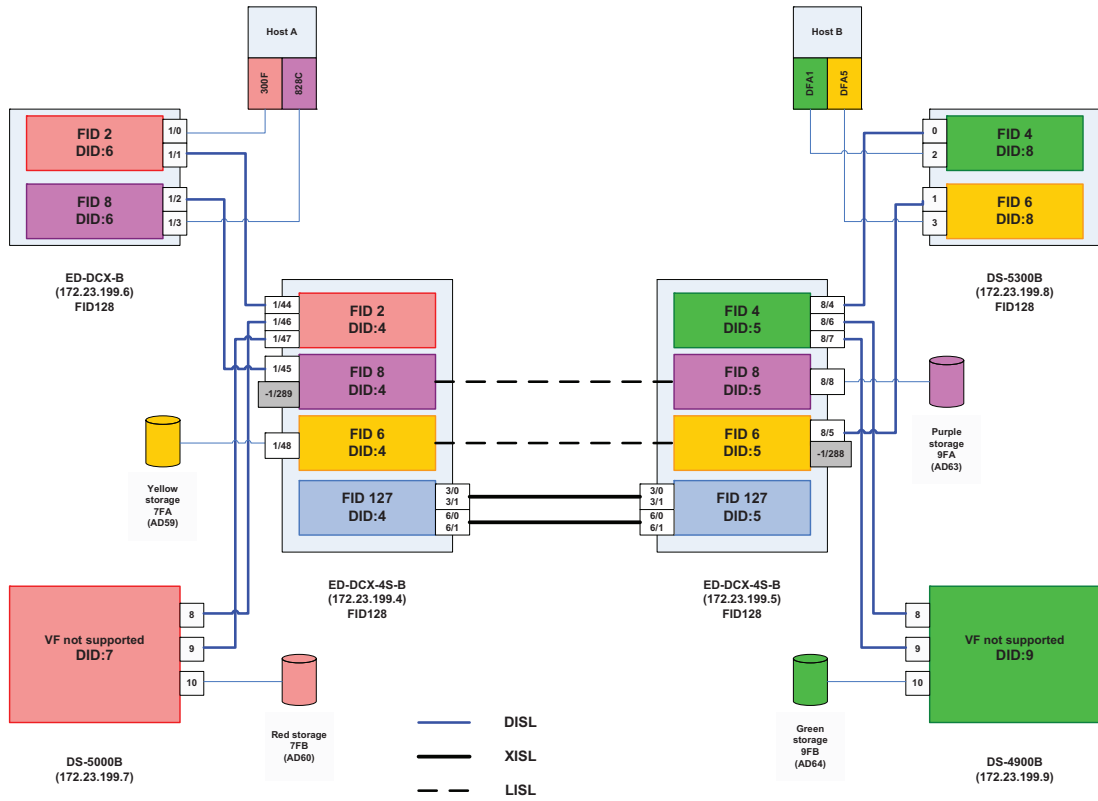 Host A
300F
828C
Host B
DFA1
DFA5
FID 2
DID:6
1/0
1/1
FID 8
DID:6
1/2
1/3
ED-DCX-B
(172.23.199.6)
FID128
0
2
FID 4
DID:8
1
3
FID 6
DID:8
DS-5300B
(172.23.199.8)
FID128
1/44
1/46
1/47
FID 2
DID:4
1/45
-1/289
FID 8
DID:4
1/48
FID 6
DID:4
FID 127
DID:4
3/0
3/1
6/0
6/1
ED-DCX-4S-B
(172.23.199.4)
FID128
FID 4
DID:5
8/4
8/6
8/7
FID 8
DID:5
8/8
FID 6
DID:5
8/5
-1/288
3/0
3/1
6/0
6/1
FID 127
DID:5
ED-DCX-4S-B
(172.23.199.5)
FID128
Yellow
storage
7FA
(AD59)
Purple
storage
9FA
(AD63)
VF not supported
DID:7
8
9
10
DS-5000B
(172.23.199.7)
Red storage
7FB
(AD60)
DISL
XISL
LISL
Green
storage
9FB
(AD64)
8
9
10
VF not supported
DID:9
DS-4900B
(172.23.199.9)